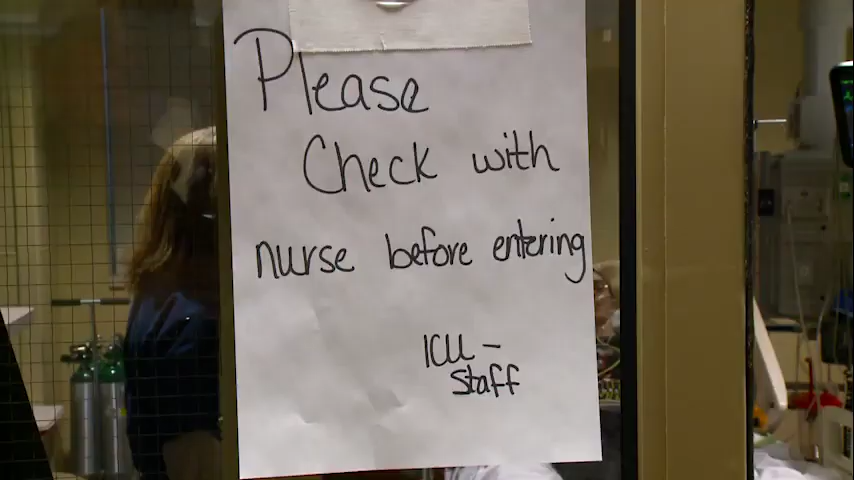 Please
Check with
nurse before entering
ICU -
Staff